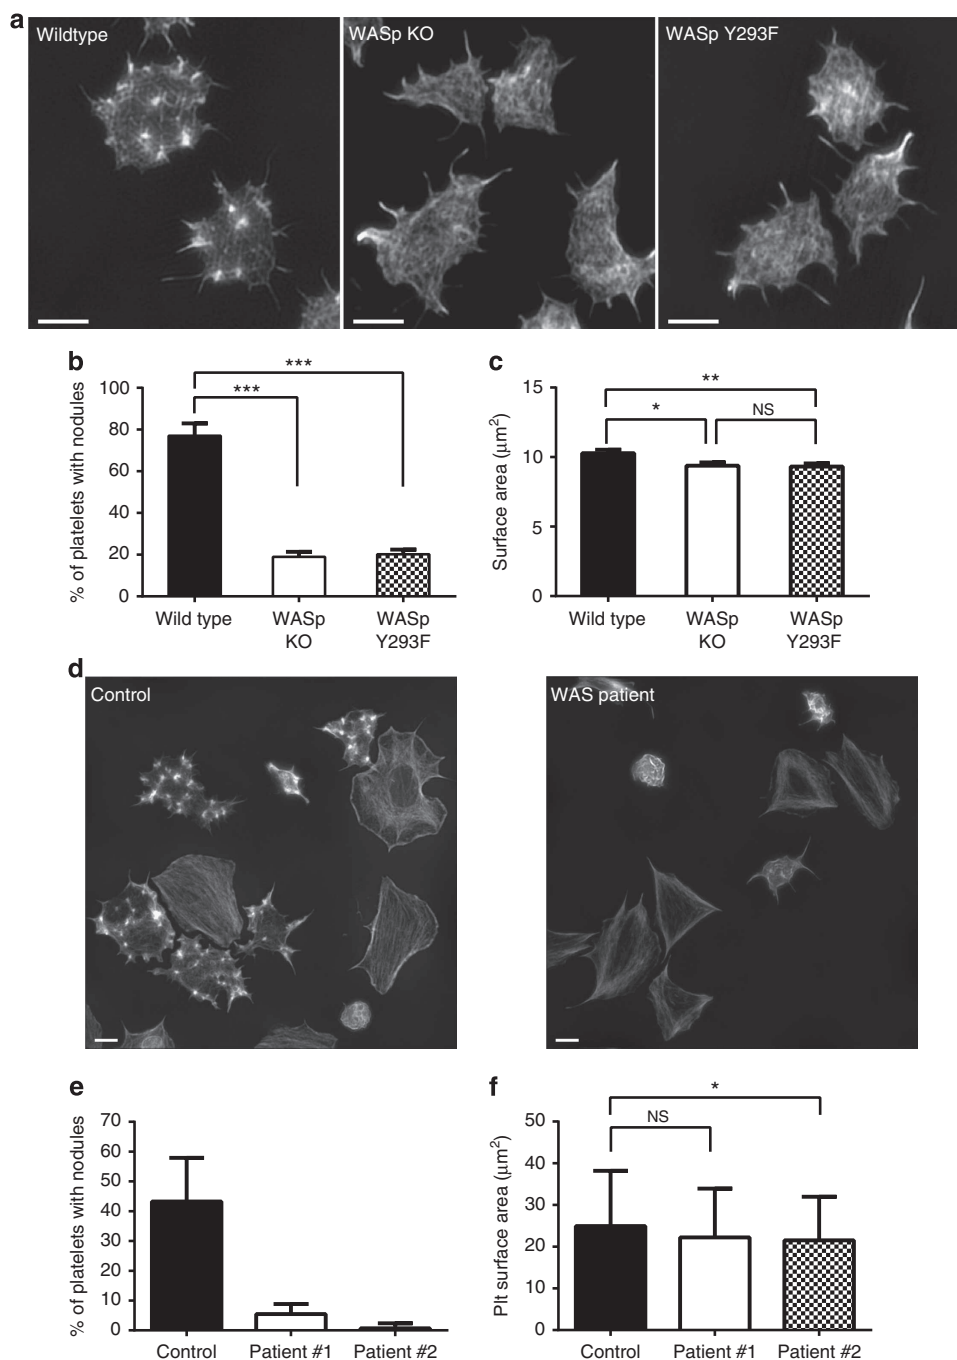 a
Wildtype
WASp KO
WASp Y293F
b
% of platelets with nodules
100
80
60
40
20
0
***
***
Wild type
WASp KO
WASp Y293F
c
Surface area (μm²)
15
10
5
0
**
*
NS
Wild type
WASp KO
WASp Y293F
d
Control
WAS patient
e
% of platelets with nodules
70
60
50
40
30
20
10
0
Control
Patient #1
Patient #2
f
Plt surface area (μm²)
50
40
30
20
10
0
*
NS
Control
Patient #1
Patient #2